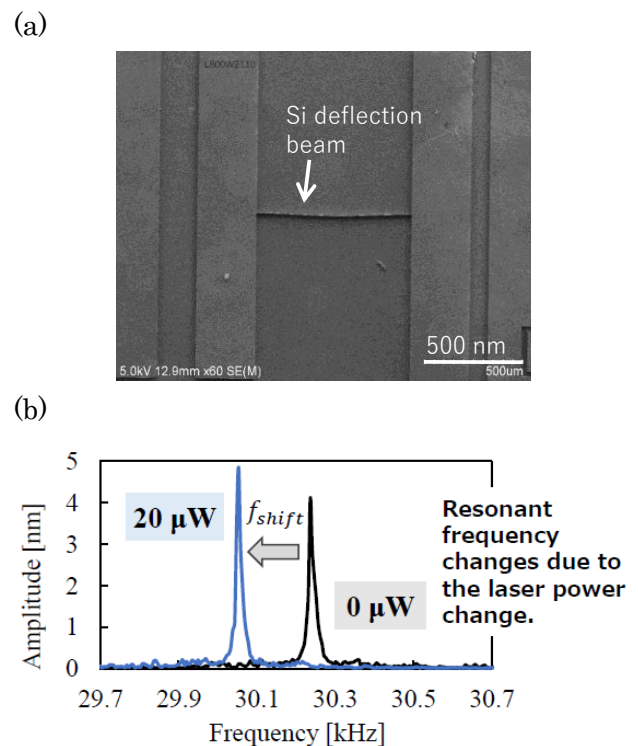 (a)
L800W2110
Si deflection
beam
500 nm
5.0kV 12.9mm x60 SE(M)
500um
(b)
Amplitude [nm]
5
4
3
2
1
0
20 μW
f_shift
0 μW
Resonant
frequency
changes due to
the laser power
change.
29.7 29.9 30.1 30.3 30.5 30.7
Frequency [kHz]